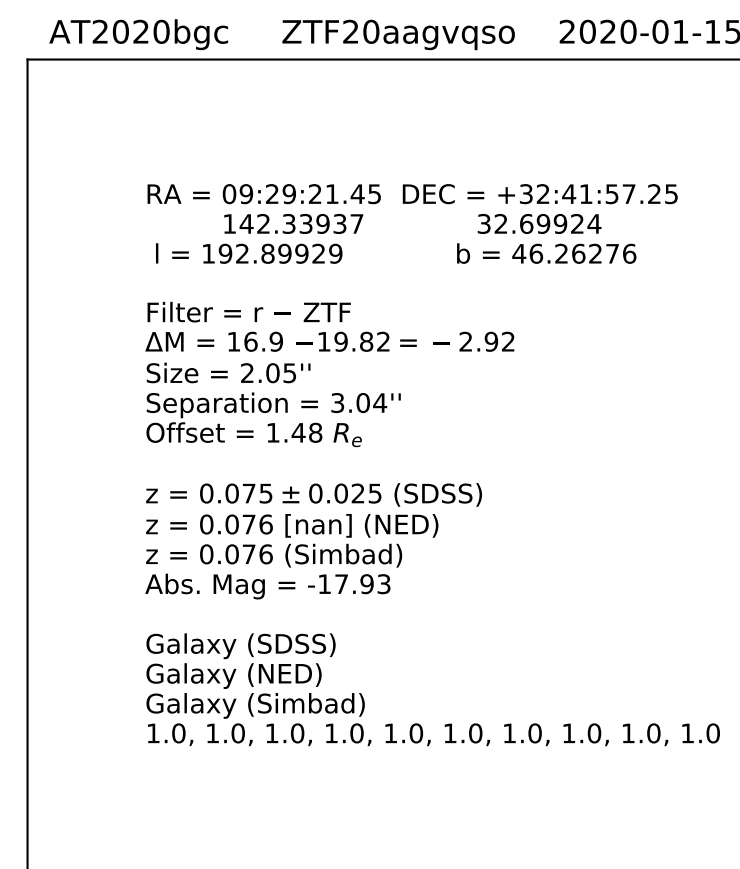 AT2020bgc ZTF20aagvqso 2020-01-15
RA = 09:29:21.45 DEC = +32:41:57.25
142.33937 32.69924
l = 192.89929 b = 46.26276
Filter = r − ZTF
ΔM = 16.9 −19.82 = − 2.92
Size = 2.05''
Separation = 3.04''
Offset = 1.48 Re
z = 0.075 ± 0.025 (SDSS)
z = 0.076 [nan] (NED)
z = 0.076 (Simbad)
Abs. Mag = -17.93
Galaxy (SDSS)
Galaxy (NED)
Galaxy (Simbad)
1.0, 1.0, 1.0, 1.0, 1.0, 1.0, 1.0, 1.0, 1.0, 1.0